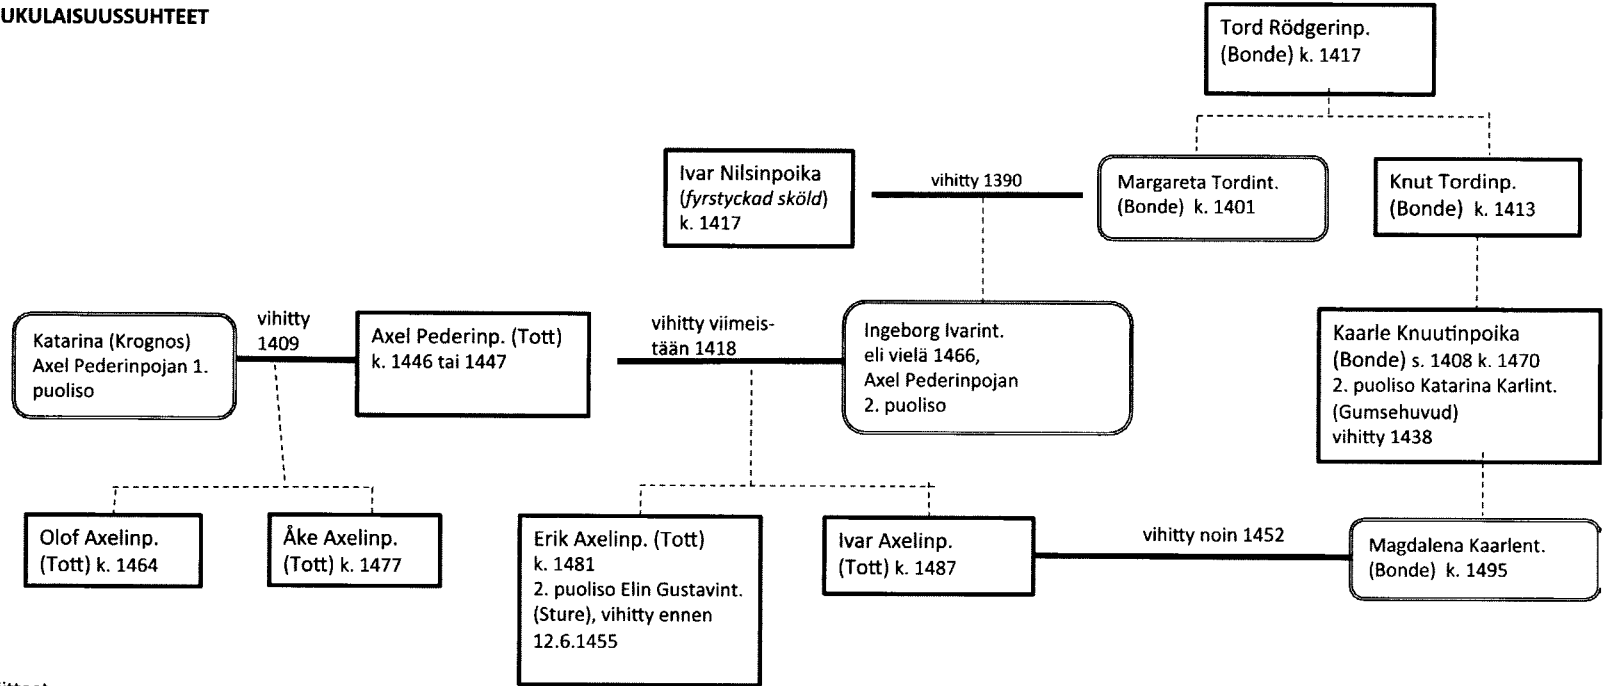 UKULAISUUSSUHTEET
Tord Rödgerinp.
(Bonde) k. 1417
Ivar Nilsinpoika
(fyrstyckad sköld)
k. 1417
vihitty 1390
Margareta Tordint.
(Bonde) k. 1401
Knut Tordinp.
(Bonde) k. 1413
Katarina (Krognos)
Axel Pederinpojan 1.
puoliso
vihitty
1409
Axel Pederinp. (Tott)
k. 1446 tai 1447
vihitty viimeis-
tään 1418
Ingeborg Ivarint.
eli vielä 1466,
Axel Pederinpojan
2. puoliso
Kaarle Knuutinpoika
(Bonde) s. 1408 k. 1470
2. puoliso Katarina Karlint.
(Gumsehuvud)
vihitty 1438
Olof Axelinp.
(Tott) k. 1464
Åke Axelinp.
(Tott) k. 1477
Erik Axelinp. (Tott)
k. 1481
2. puoliso Elin Gustavint.
(Sture), vihitty ennen
12.6.1455
Ivar Axelinp.
(Tott) k. 1487
vihitty noin 1452
Magdalena Kaarlent.
(Bonde) k. 1495